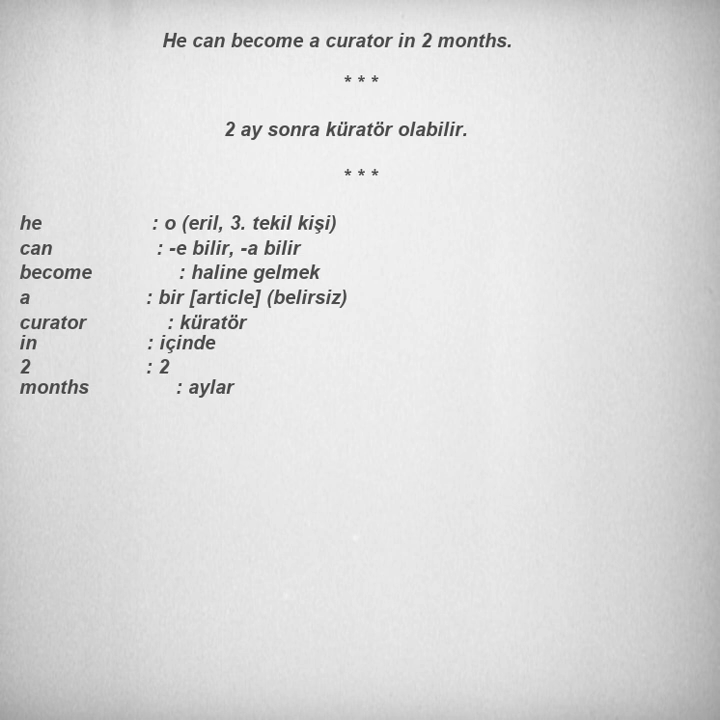 He can become a curator in 2 months.
* * *
2 ay sonra küratör olabilir.
* * *
he : o (eril, 3. tekil kişi)
can : -e bilir, -a bilir
become : haline gelmek
a : bir [article] (belirsiz)
curator : küratör
in : içinde
2 : 2
months : aylar